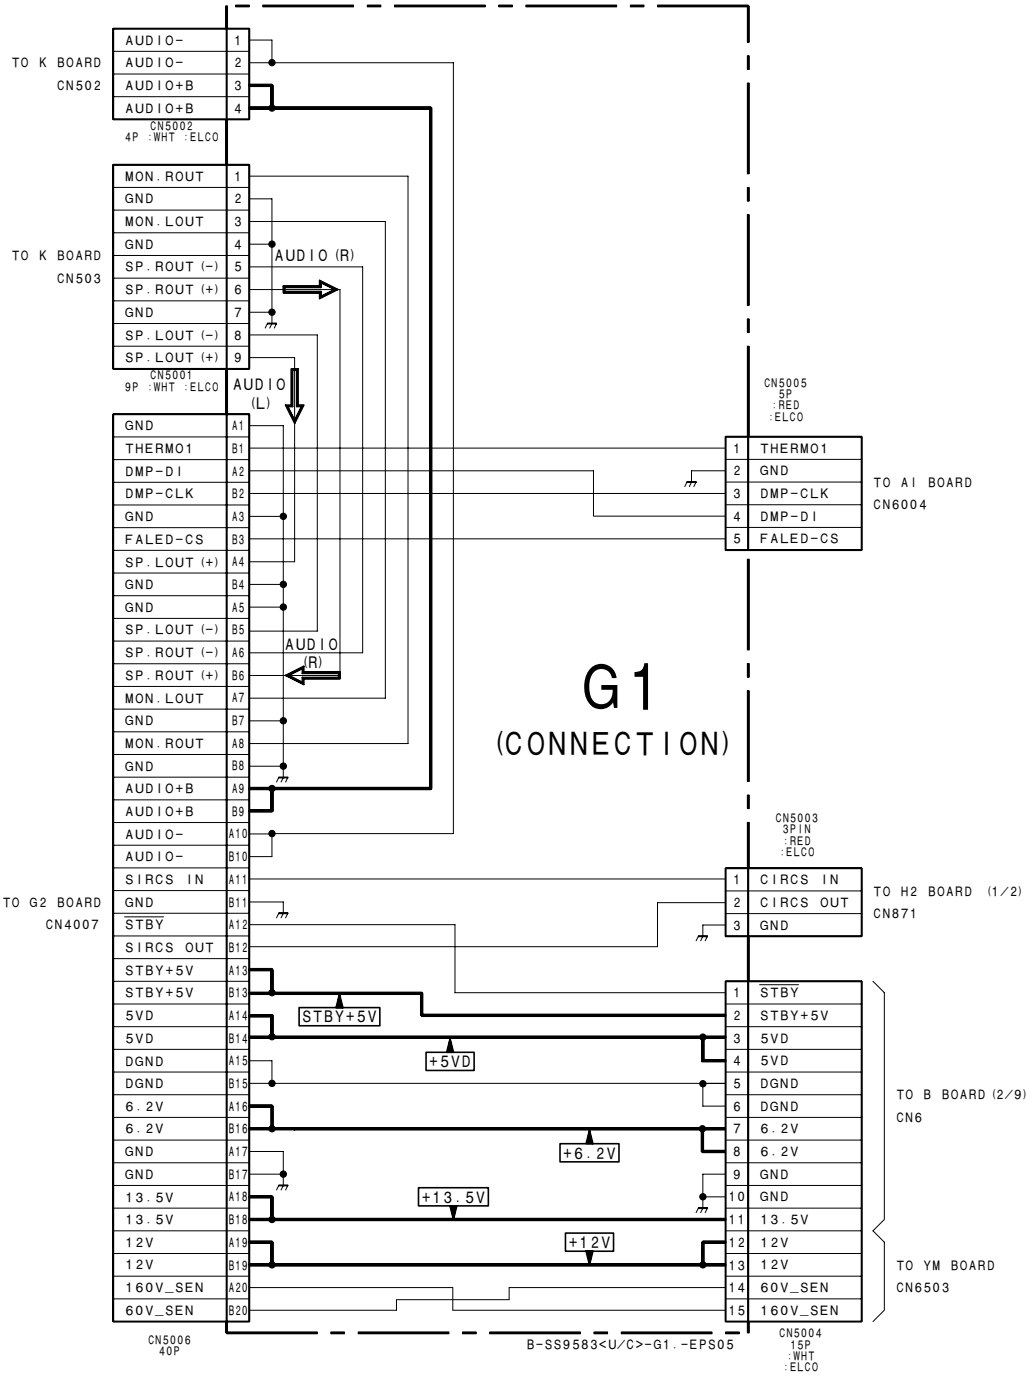 TO K BOARD
CN502
AUDIO- 1
AUDIO- 2
AUDIO+B 3
AUDIO+B 4
CN5002
4P :WHT :ELCO
TO K BOARD
CN503
MON.ROUT 1
GND 2
MON.LOUT 3
GND 4
SP.ROUT(-) 5
SP.ROUT(+) 6
GND 7
SP.LOUT(-) 8
SP.LOUT(+) 9
CN5001
9P :WHT :ELCO
AUDIO(R)
AUDIO
(L)
TO G2 BOARD
CN4007
GND A1
THERMO1 B1
DMP-DI A2
DMP-CLK B2
GND A3
FALED-CS B3
SP.LOUT(+) A4
GND B4
GND A5
SP.LOUT(-) B5
SP.ROUT(-) A6
SP.ROUT(+) B6
MON.LOUT A7
GND B7
MON.ROUT A8
GND B8
AUDIO+B A9
AUDIO+B B9
AUDIO- A10
AUDIO- B10
SIRCS IN A11
GND B11
STBY A12
SIRCS OUT B12
STBY+5V A13
STBY+5V B13
5VD A14
5VD B14
DGND A15
DGND B15
6.2V A16
6.2V B16
GND A17
GND B17
13.5V A18
13.5V B18
12V A19
12V B19
160V_SEN A20
60V_SEN B20
CN5006
40P
AUDIO
(R)
G1
(CONNECTION)
STBY+5V
+5VD
+6.2V
+13.5V
+12V
CN5005
5P
:RED
:ELCO
1 THERMO1
2 GND
3 DMP-CLK
4 DMP-DI
5 FALED-CS
TO AI BOARD
CN6004
CN5003
3PIN
:RED
:ELCO
1 CIRCS IN
2 CIRCS OUT
3 GND
TO H2 BOARD (1/2)
CN871
1 STBY
2 STBY+5V
3 5VD
4 5VD
5 DGND
6 DGND
7 6.2V
8 6.2V
9 GND
10 GND
11 13.5V
12 12V
13 12V
14 60V_SEN
15 160V_SEN
TO B BOARD(2/9)
CN6
TO YM BOARD
CN6503
CN5004
15P
:WHT
:ELCO
B-SS9583<U/C>-G1.-EPS05